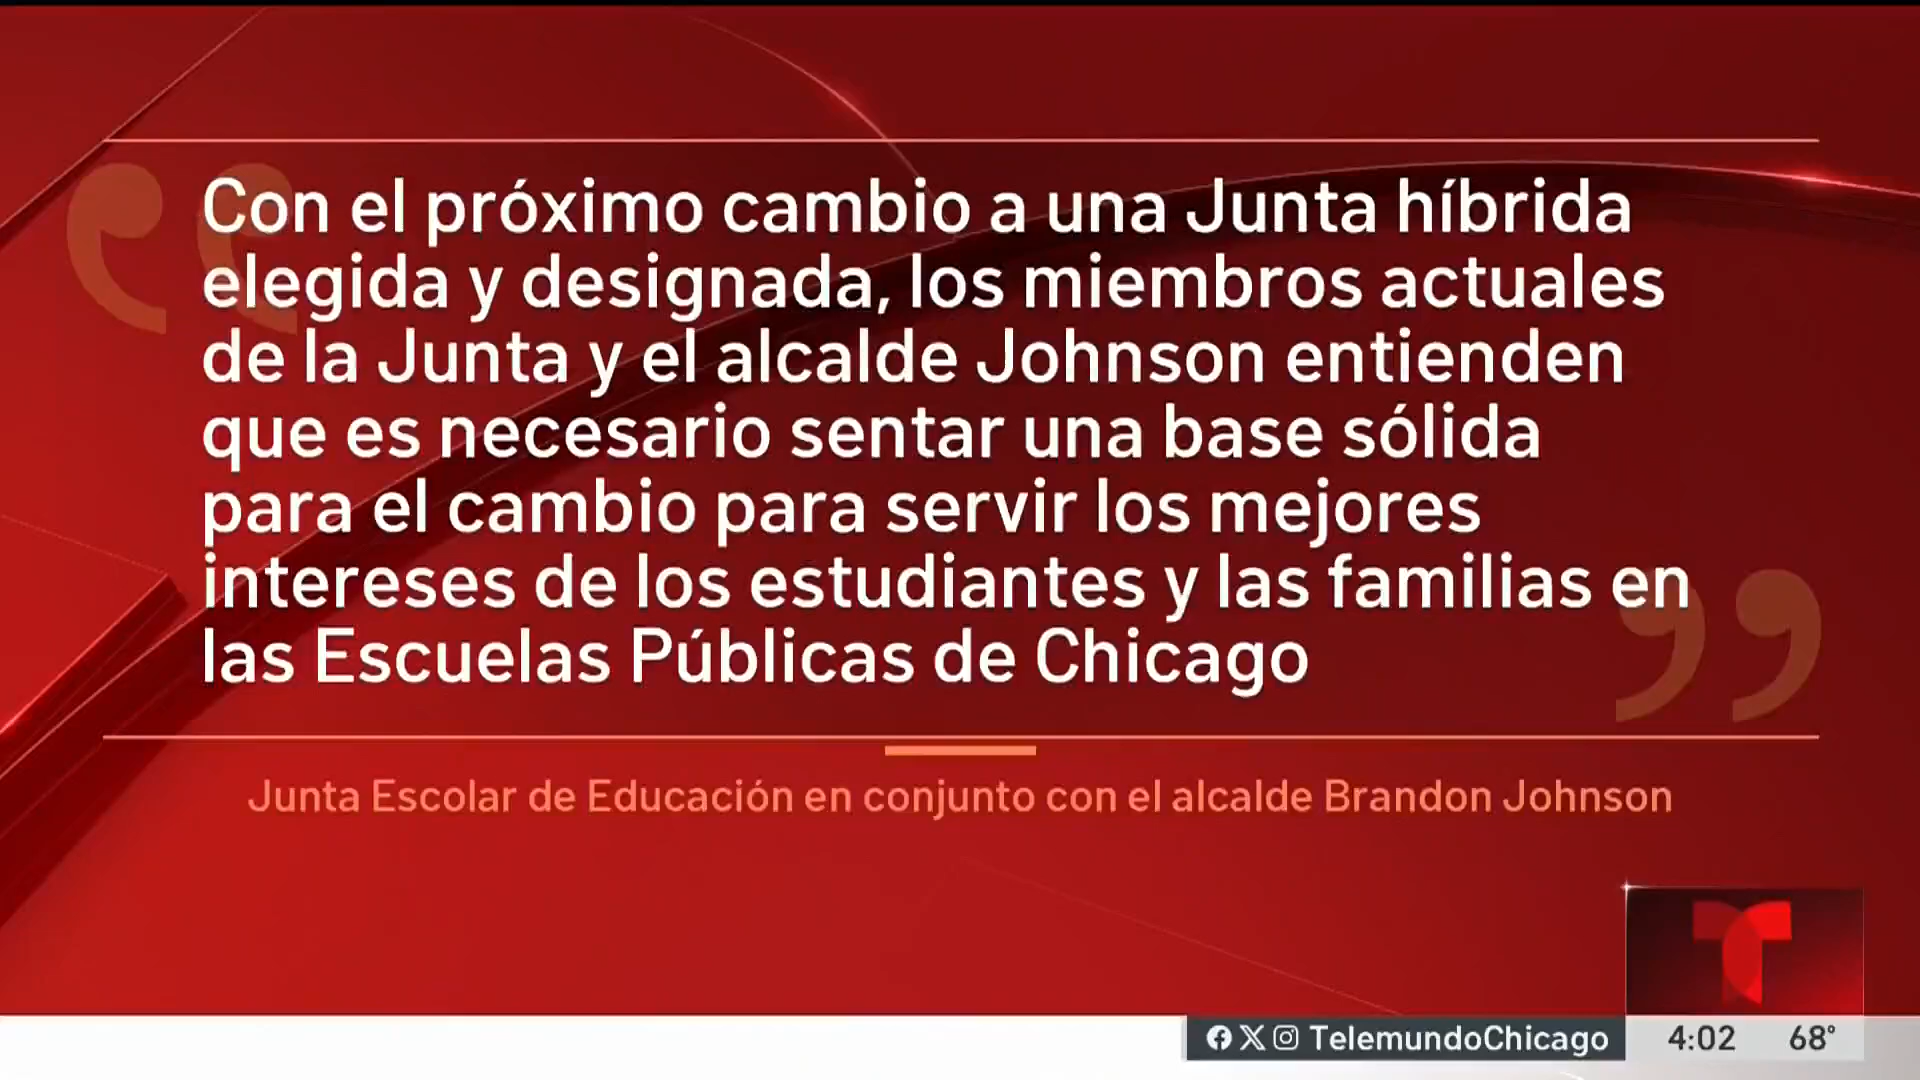 Con el próximo cambio a una Junta híbrida
elegida y designada, los miembros actuales
de la Junta y el alcalde Johnson entienden
que es necesario sentar una base sólida
para el cambio para servir los mejores
intereses de los estudiantes y las familias en
las Escuelas Públicas de Chicago
Junta Escolar de Educación en conjunto con el alcalde Brandon Johnson
TelemundoChicago 4:02 68°